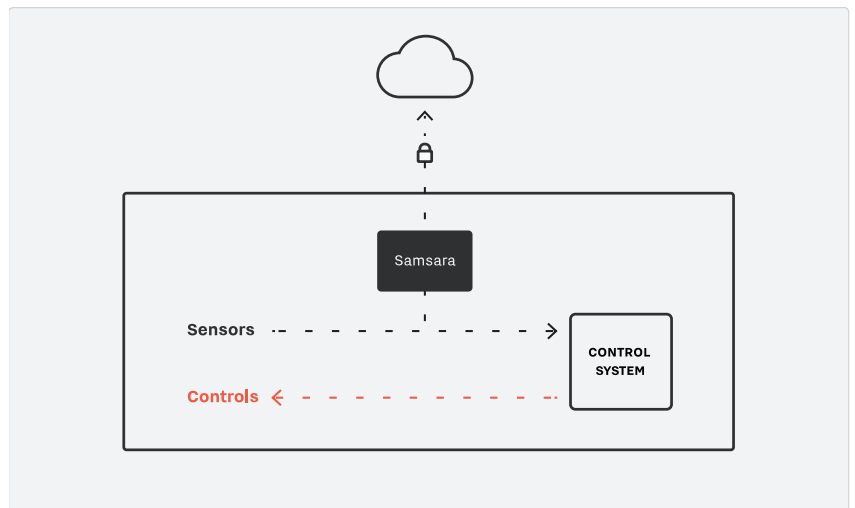 Samsara
Sensors
CONTROL
SYSTEM
Controls